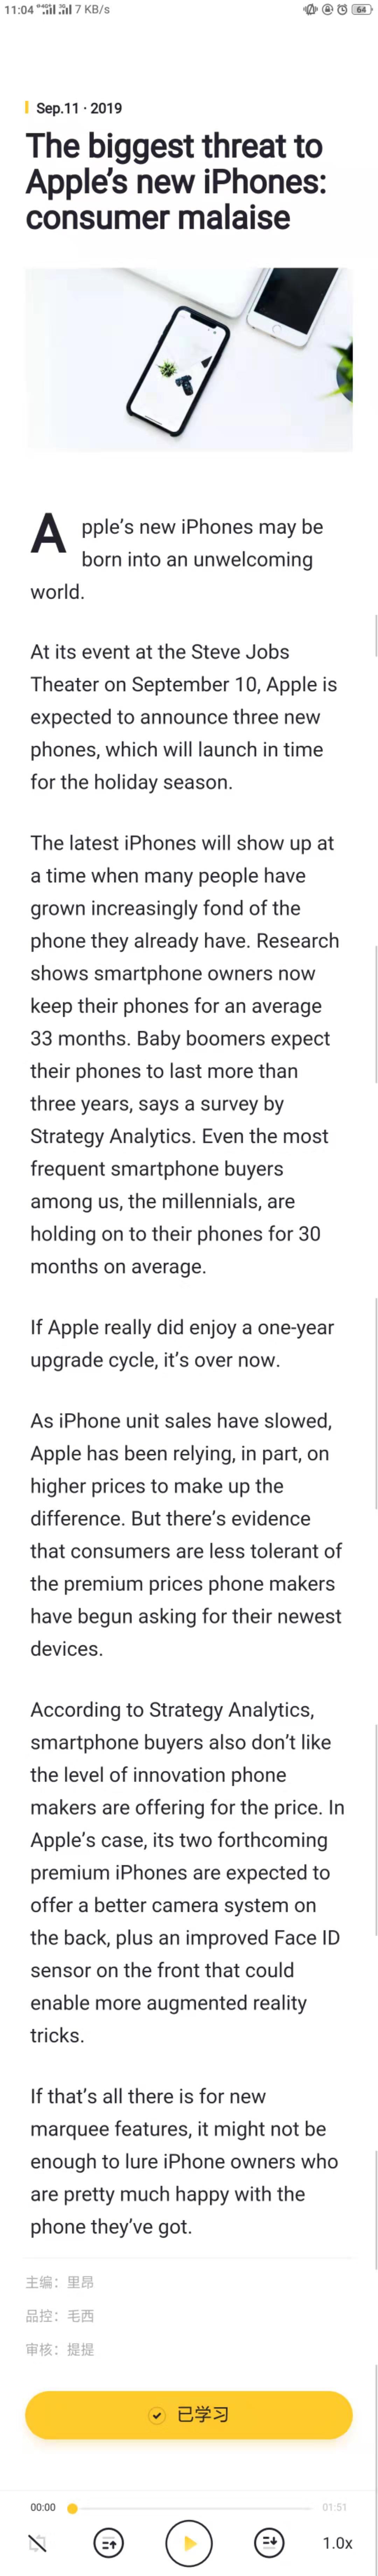 11:04 4G 3G 7 KB/s 64
Sep.11 · 2019
The biggest threat to
Apple’s new iPhones:
consumer malaise
Apple’s new iPhones may be
born into an unwelcoming
world.
At its event at the Steve Jobs
Theater on September 10, Apple is
expected to announce three new
phones, which will launch in time
for the holiday season.
The latest iPhones will show up at
a time when many people have
grown increasingly fond of the
phone they already have. Research
shows smartphone owners now
keep their phones for an average
33 months. Baby boomers expect
their phones to last more than
three years, says a survey by
Strategy Analytics. Even the most
frequent smartphone buyers
among us, the millennials, are
holding on to their phones for 30
months on average.
If Apple really did enjoy a one-year
upgrade cycle, it’s over now.
As iPhone unit sales have slowed,
Apple has been relying, in part, on
higher prices to make up the
difference. But there’s evidence
that consumers are less tolerant of
the premium prices phone makers
have begun asking for their newest
devices.
According to Strategy Analytics,
smartphone buyers also don’t like
the level of innovation phone
makers are offering for the price. In
Apple’s case, its two forthcoming
premium iPhones are expected to
offer a better camera system on
the back, plus an improved Face ID
sensor on the front that could
enable more augmented reality
tricks.
If that’s all there is for new
marquee features, it might not be
enough to lure iPhone owners who
are pretty much happy with the
phone they’ve got.
主编：里昂
品控：毛西
审核：提提
已学习
00:00 01:51
1.0x